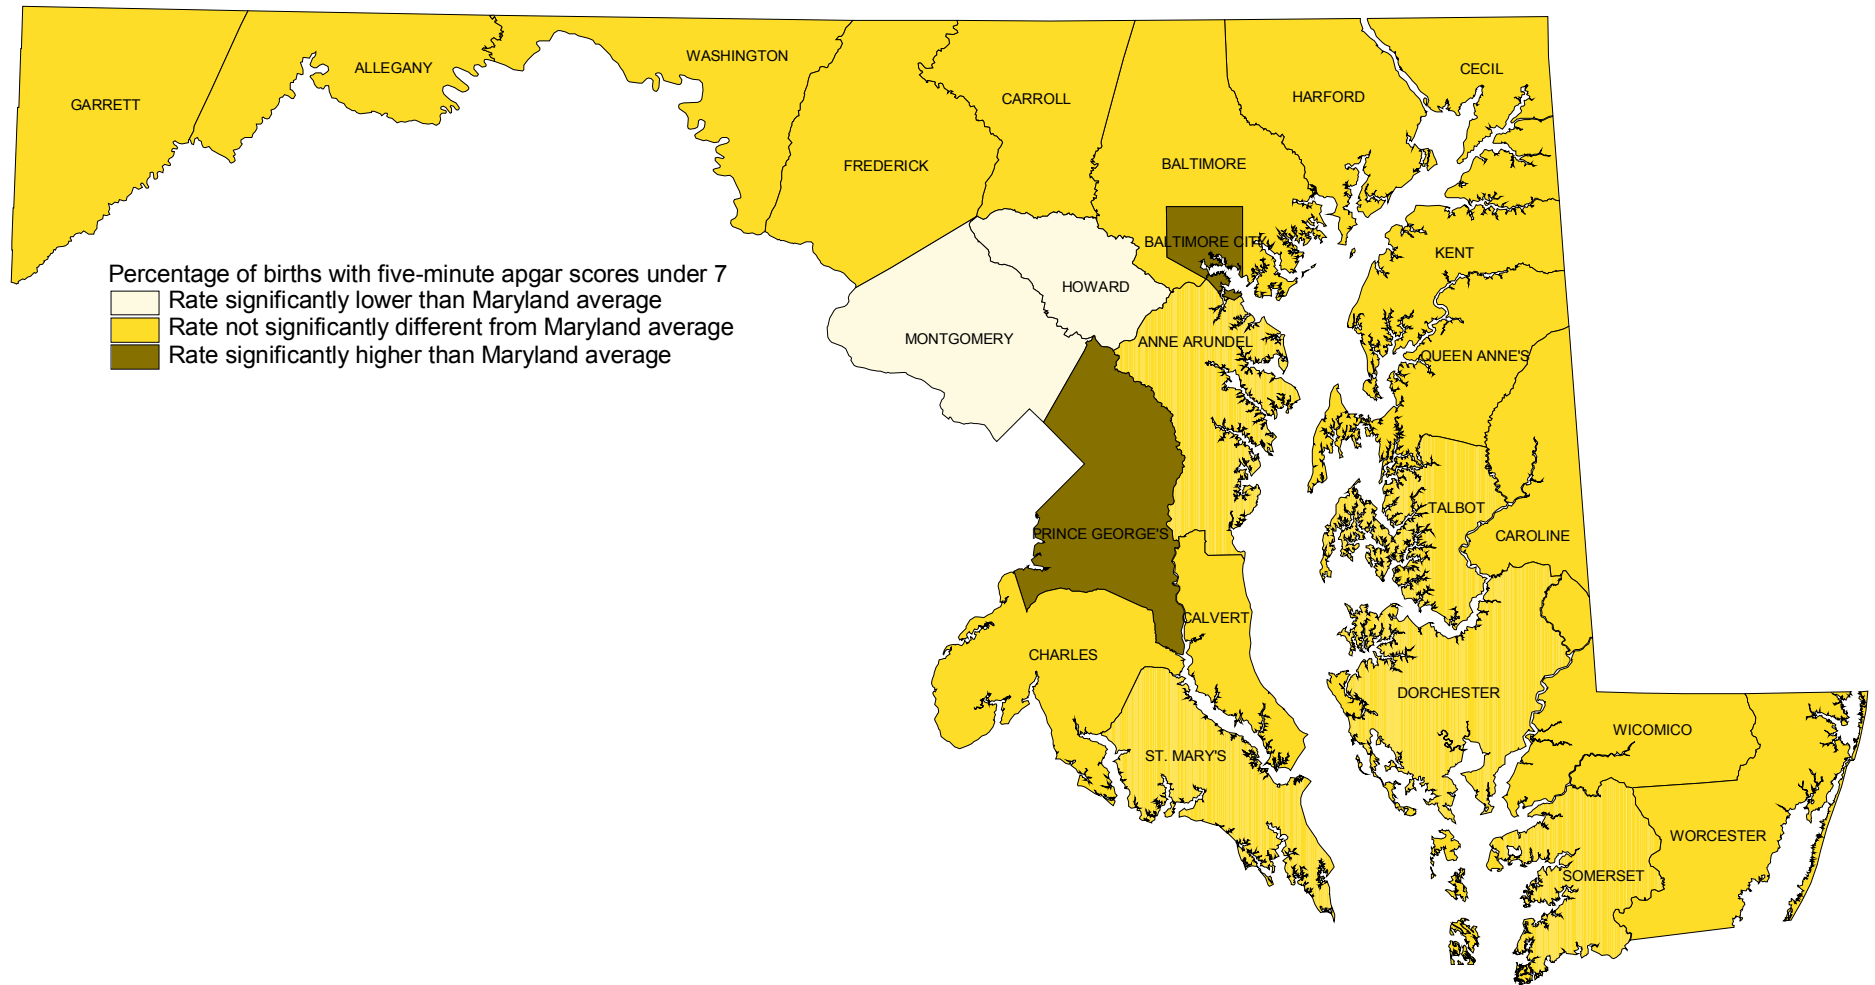 WASHINGTON
ALLEGANY
CECIL
GARRETT
CARROLL
HARFORD
FREDERICK
BALTIMORE
BALTIMORE CITY
KENT
Percentage of births with five-minute apgar scores under 7
Rate significantly lower than Maryland average
Rate not significantly different from Maryland average
Rate significantly higher than Maryland average
HOWARD
MONTGOMERY
ANNE ARUNDEL
QUEEN ANNE'S
TALBOT
PRINCE GEORGE'S
CAROLINE
CALVERT
CHARLES
DORCHESTER
WICOMICO
ST. MARY'S
WORCESTER
SOMERSET